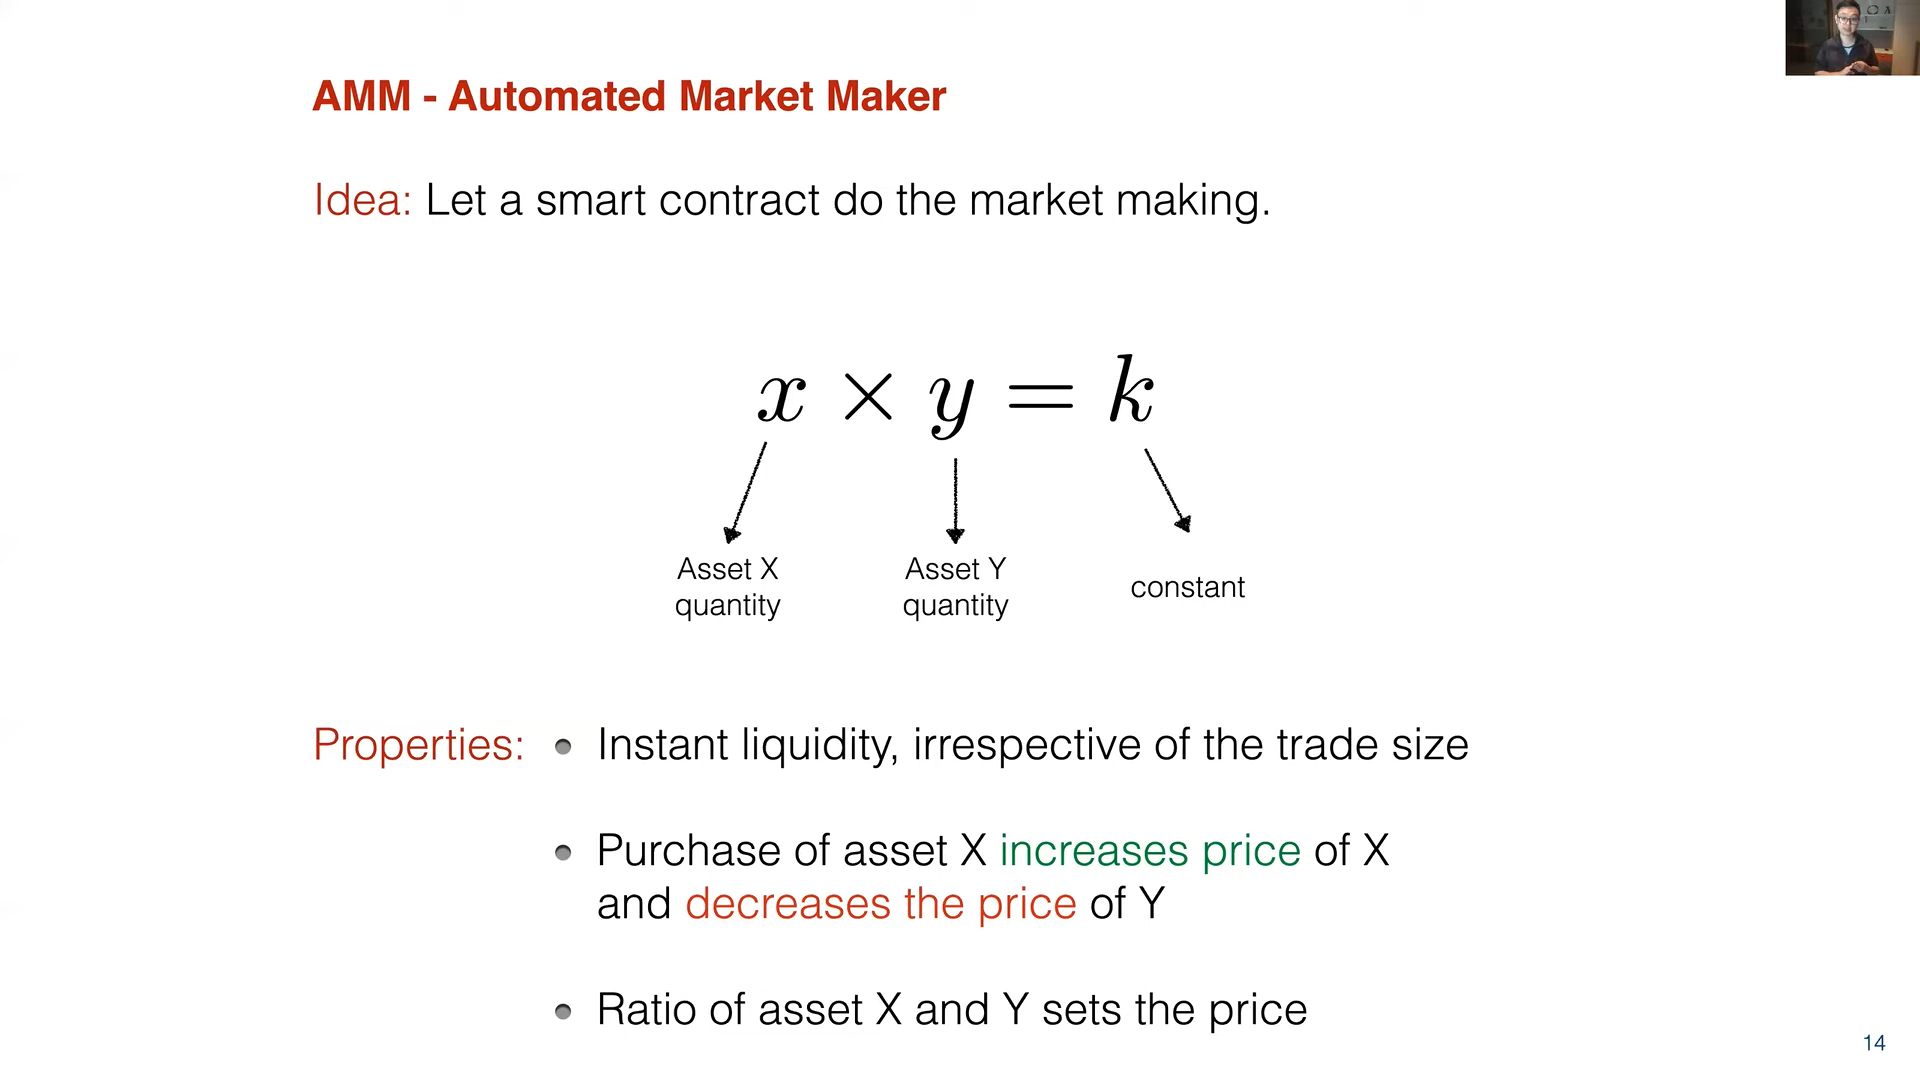 AMM - Automated Market Maker
Idea: Let a smart contract do the market making.
x × y = k
Asset X
quantity
Asset Y
quantity
constant
Properties: • Instant liquidity, irrespective of the trade size
• Purchase of asset X increases price of X
and decreases the price of Y
• Ratio of asset X and Y sets the price
14